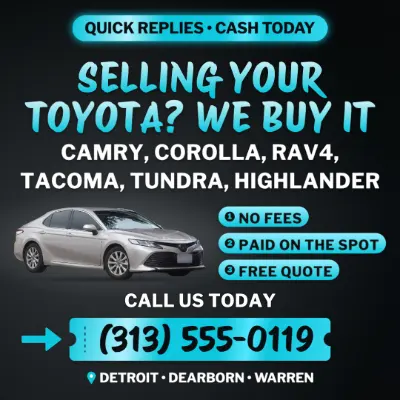 QUICK REPLIES • CASH TODAY
SELLING YOUR
TOYOTA? WE BUY IT
CAMRY, COROLLA, RAV4,
TACOMA, TUNDRA, HIGHLANDER
1 NO FEES
2 PAID ON THE SPOT
3 FREE QUOTE
CALL US TODAY
(313) 555-0119
DETROIT • DEARBORN • WARREN